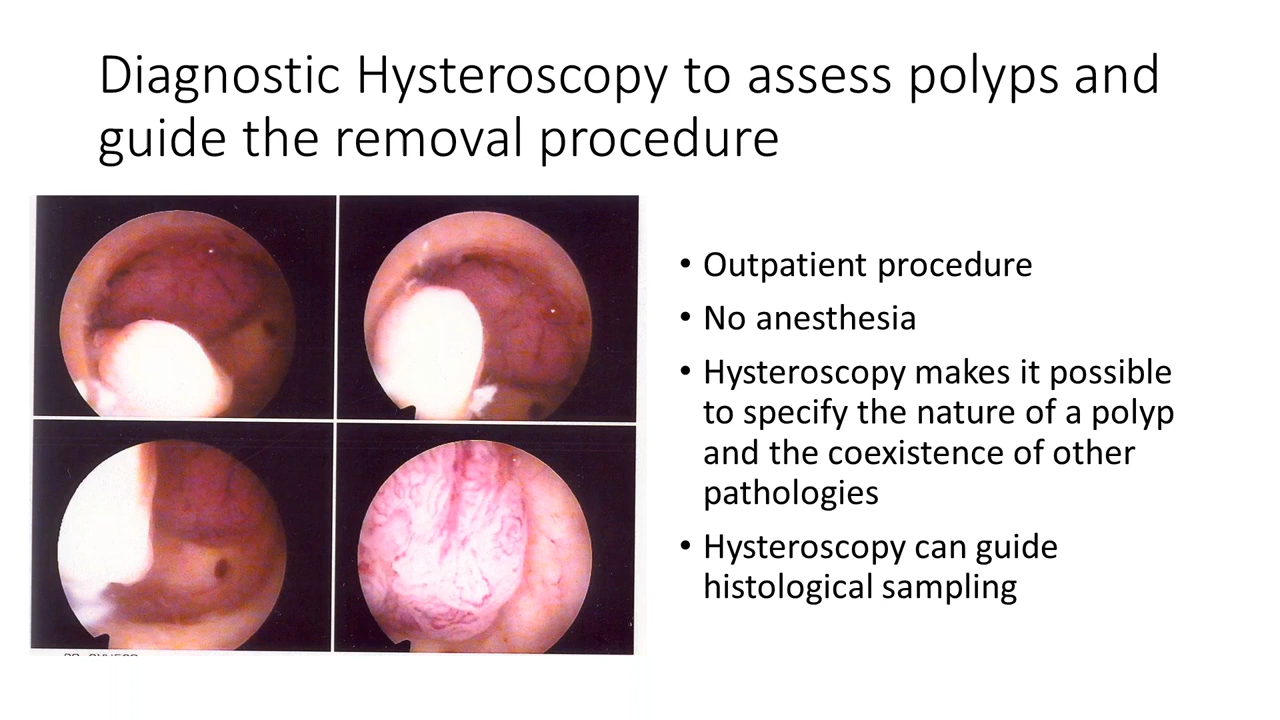 Diagnostic Hysteroscopy to assess polyps and
guide the removal procedure
• Outpatient procedure
• No anesthesia
• Hysteroscopy makes it possible
to specify the nature of a polyp
and the coexistence of other
pathologies
• Hysteroscopy can guide
histological sampling